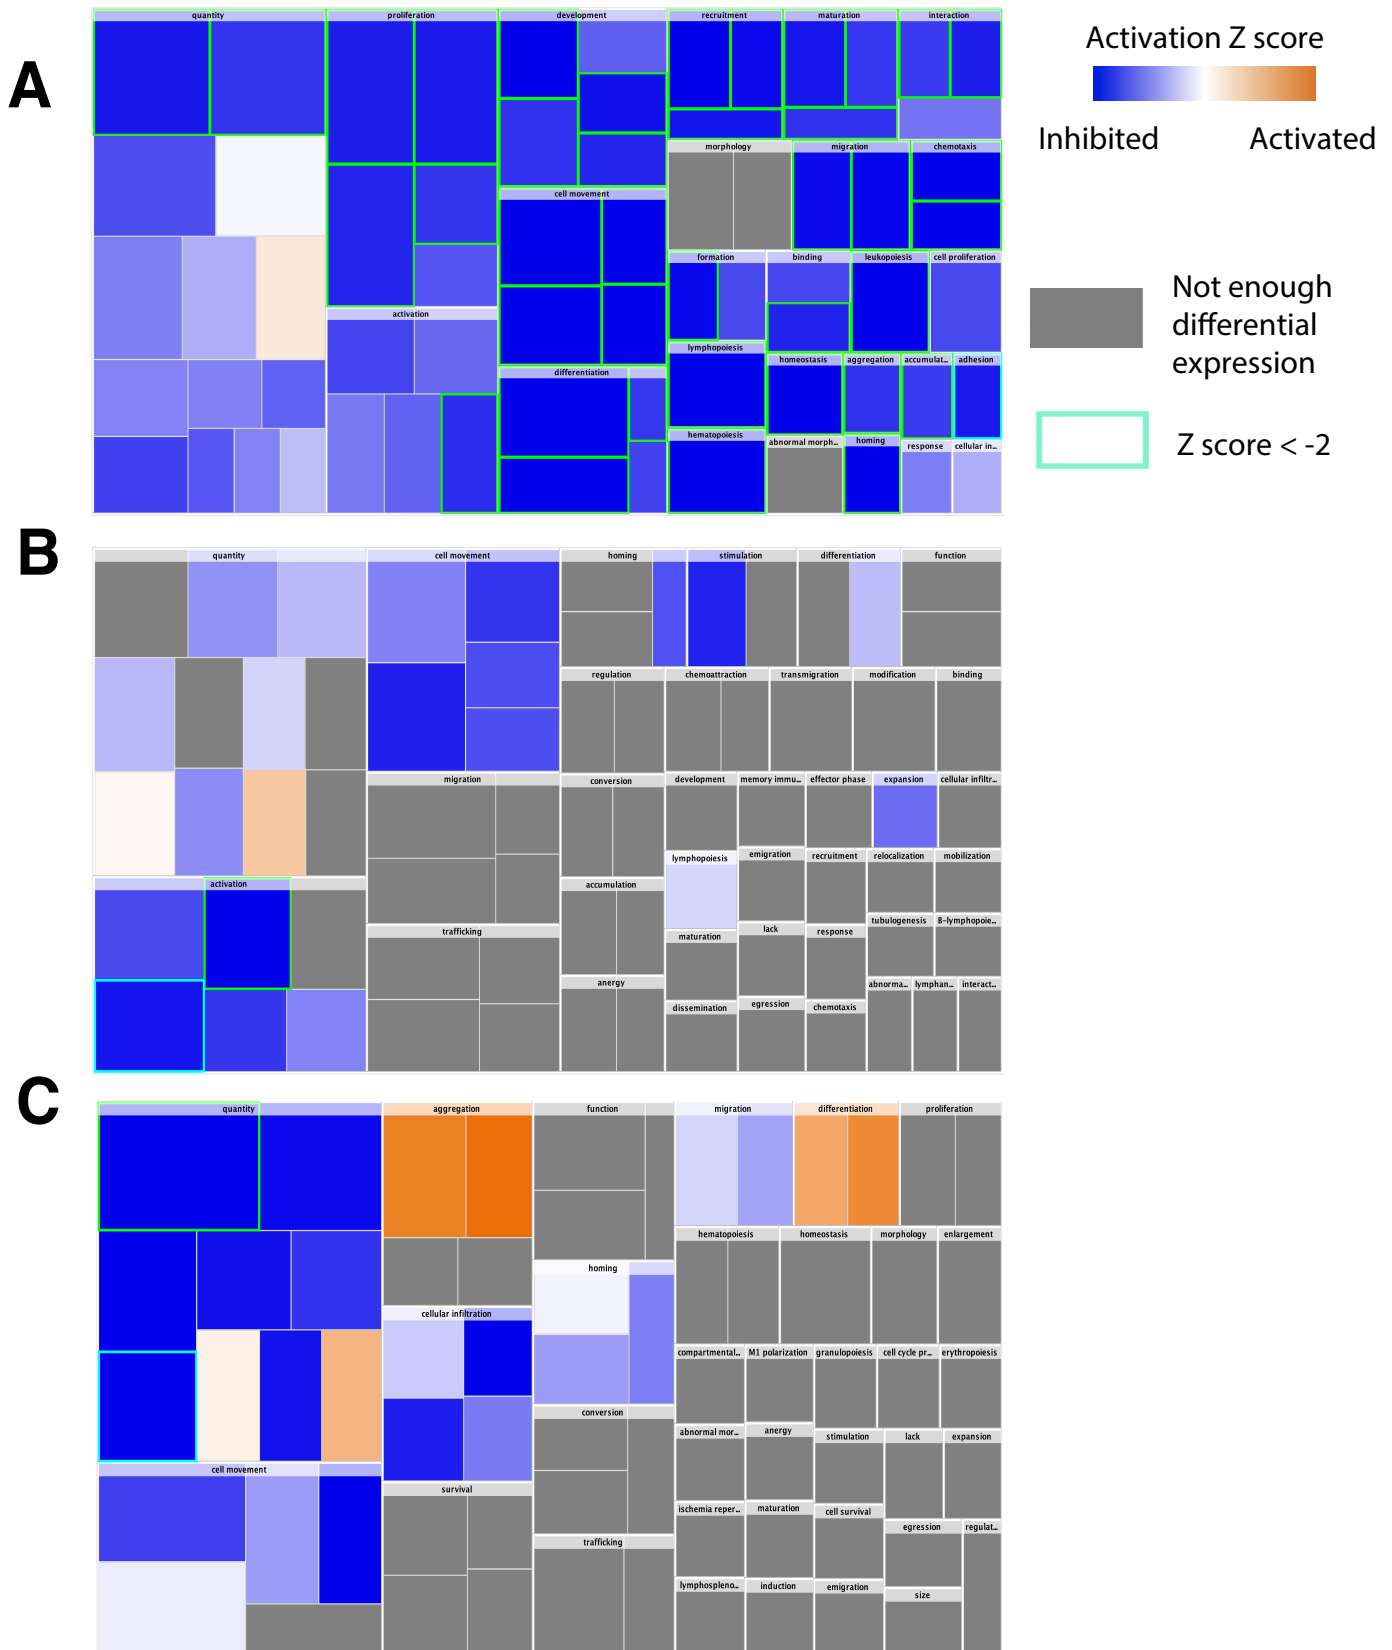 A
quantity
proliferation
development
recruitment
maturation
interaction
morphology
migration
chemotaxis
cell movement
formation
binding
leukopoiesis
cell proliferation
activation
lymphopoiesis
homeostasis
aggregation
accumulat...
adhesion
differentiation
hematopoiesis
abnormal morph...
homing
response
cellular in...
Activation Z score
Inhibited
Activated
Not enough
differential
expression
Z score < -2
B
quantity
cell movement
homing
stimulation
differentiation
function
regulation
chemoattraction
transmigration
modification
binding
migration
conversion
development
memory immu...
effector phase
expansion
cellular infiltr...
lymphopoiesis
emigration
recruitment
relocalization
mobilization
activation
accumulation
tubulogenesis
B-lymphopoie...
trafficking
maturation
lack
response
anergy
abnorma...
lymphan...
interact...
dissemination
egression
chemotaxis
C
quantity
aggregation
function
migration
differentiation
proliferation
hematopoiesis
homeostasis
morphology
enlargement
homing
cellular infiltration
compartmental...
M1 polarization
granulopoiesis
cell cycle pr...
erythropoiesis
conversion
abnormal mor...
anergy
stimulation
lack
expansion
cell movement
survival
ischemia reper...
maturation
cell survival
egression
regulat...
trafficking
lymphospleno...
induction
emigration
size